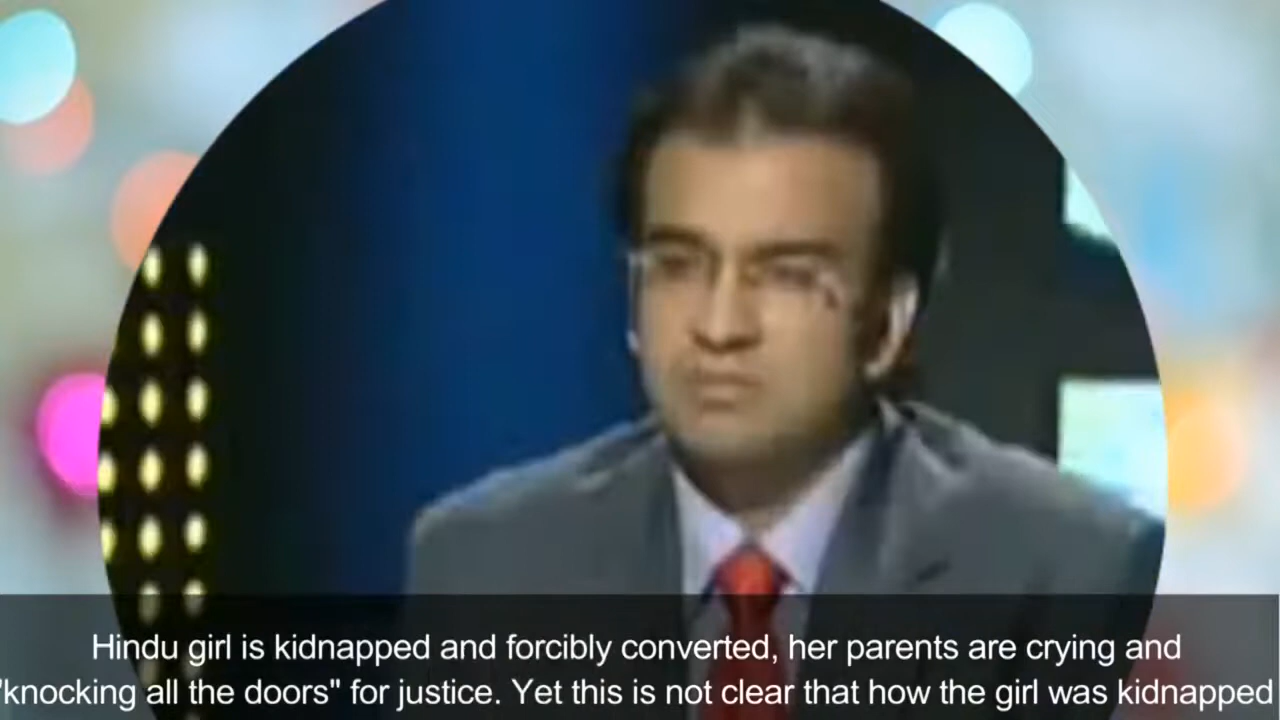 Hindu girl is kidnapped and forcibly converted, her parents are crying and
"knocking all the doors" for justice. Yet this is not clear that how the girl was kidnapped